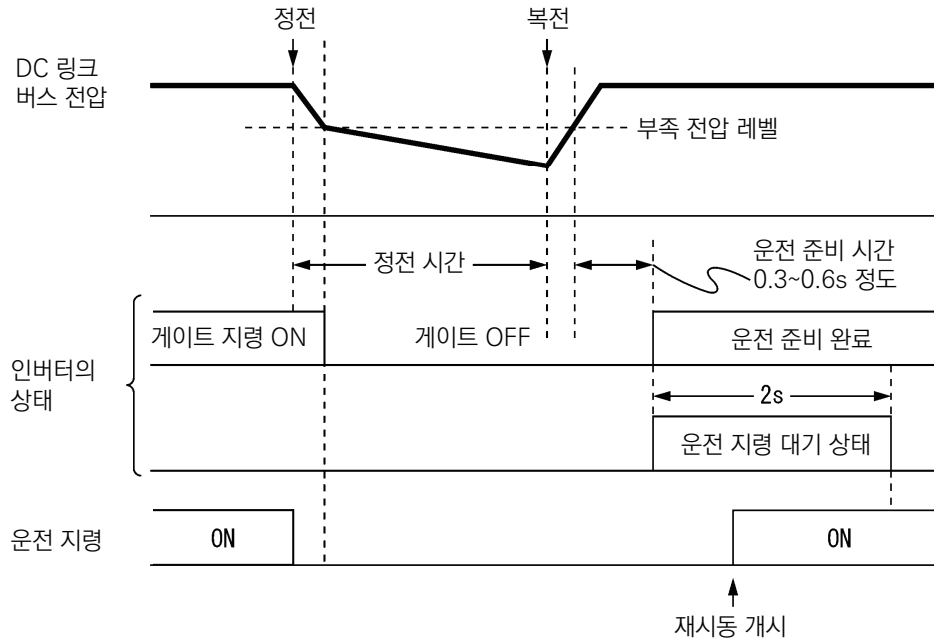 정전
복전
DC 링크
버스 전압
부족 전압 레벨
정전 시간
운전 준비 시간
0.3~0.6s 정도
게이트 지령 ON
게이트 OFF
운전 준비 완료
인버터의
상태
2s
운전 지령 대기 상태
운전 지령
ON
ON
재시동 개시